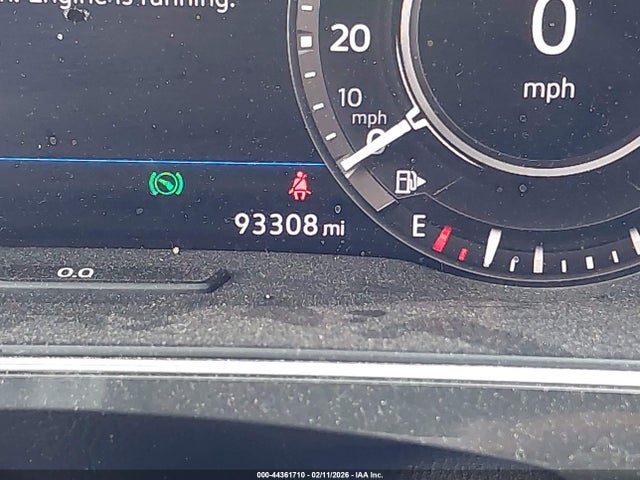 Engine is running.
20
0
mph
10
mph
0
93308 mi
E
0.0
000-44361710 - 02/11/2026 - IAA Inc.